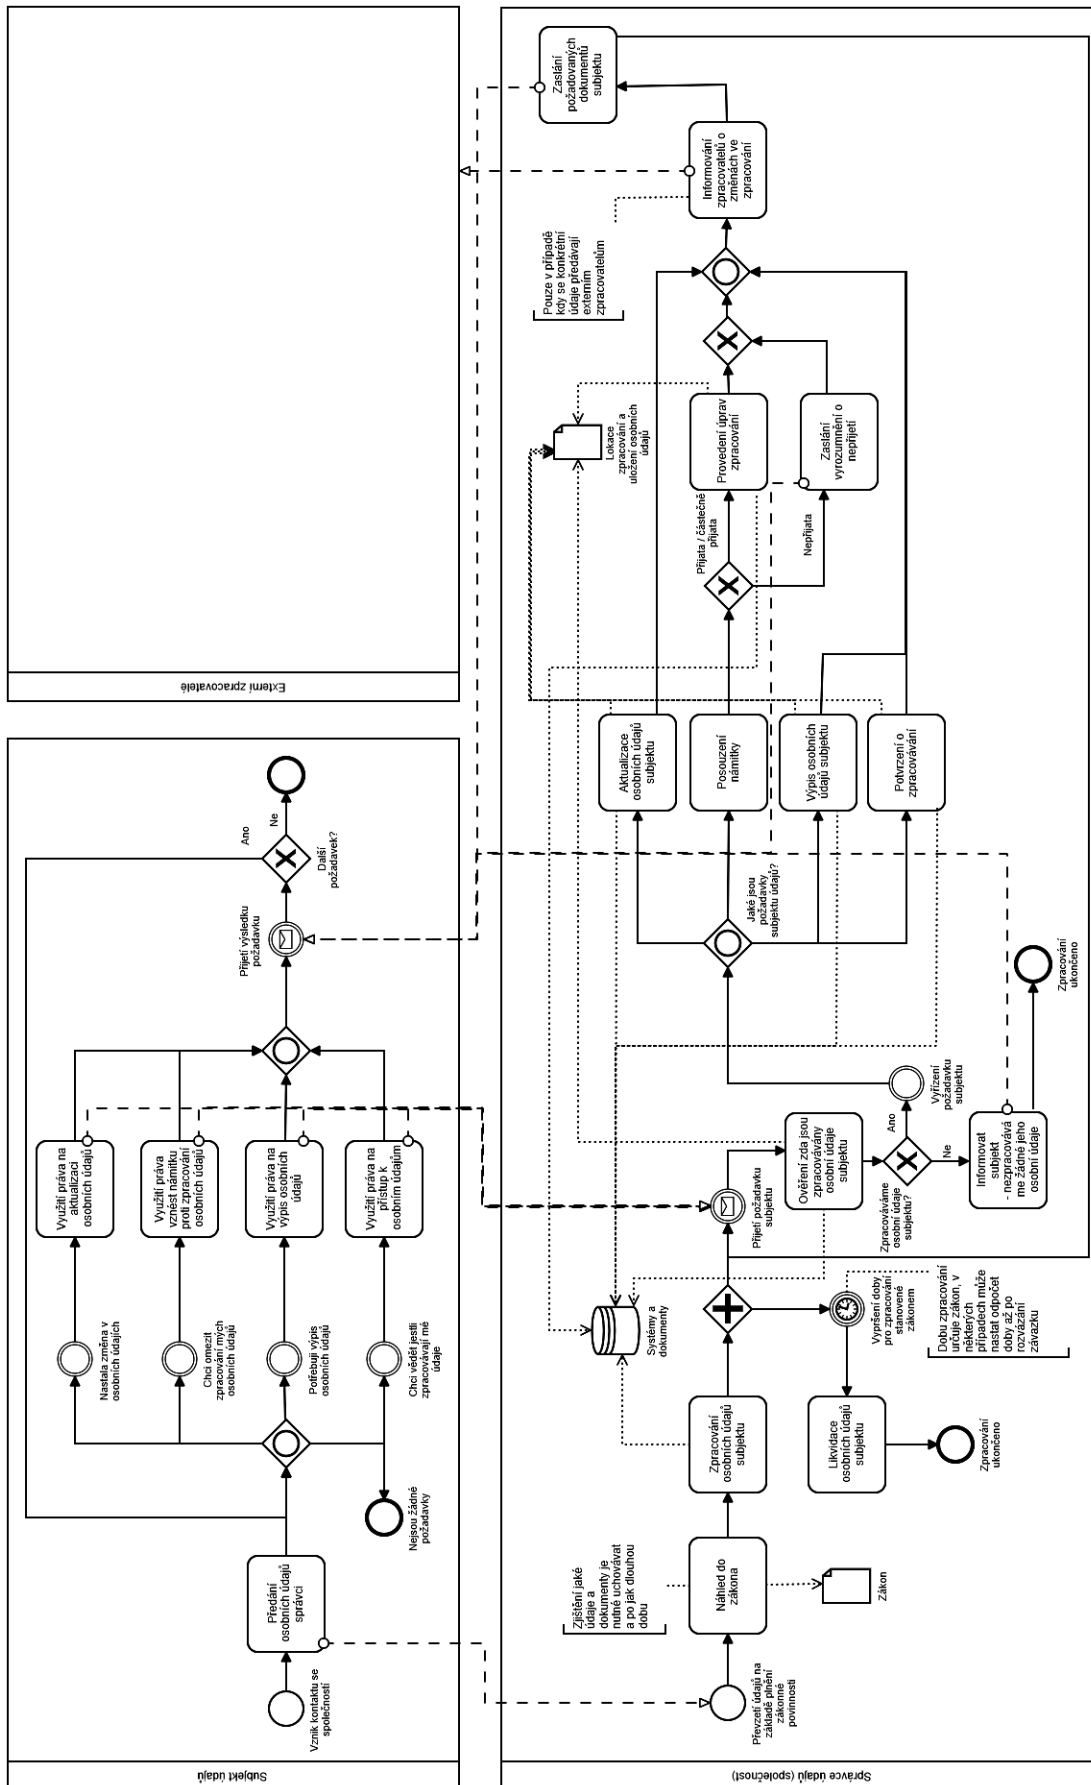 Subjekt údajů
Vznik kontaktu se
společností
Předání
osobních údajů
správci
Nejsou žádné
požadavky
Nastala změna v
osobních údajích
Chci omezit
zpracování mých
osobních údajů
Potřebuji výpis
osobních údajů
Chci vědět jestli
zpracovávají mé
údaje
Využití práva na
aktualizaci
osobních údajů
Využití práva
vznést námitku
proti zpracování
osobních údajů
Využití práva na
výpis osobních
údajů
Využití práva na
přístup k
osobním údajům
Přijetí výsledku
požadavku
Další
požadavek?
Ano
Ne
Externí zpracovatelé
Správce údajů (společnost)
Převzetí údajů na
základě plnění
zákonné
povinnosti
Zjištění jaké
údaje a
dokumenty je
nutné uchovávat
a po jak dlouhou
dobu
Náhled do
zákona
Zákon
Zpracování
osobních údajů
subjektu
Systémy a
dokumenty
Likvidace
osobních údajů
subjektu
Zpracování
ukončeno
Vypršení doby
pro zpracování
stanovené
zákonem
Dobu zpracování
určuje zákon, v
některých
případech může
nastat odpočet
doby až po
rozvázání
závazku
Přijetí požadavku
subjektu
Ověření zda jsou
zpracovávány
osobní údaje
subjektu
Zpracováváme
osobní údaje
subjektu?
Ano
Ne
Vyřízení
požadavku
subjektu
Informovat
subjekt
- nezpracovává
me žádné jeho
osobní údaje
Zpracování
ukončeno
Jaké jsou
požadavky
subjektu údajů?
Aktualizace
osobních údajů
subjektu
Posouzení
námitky
Výpis osobních
údajů subjektu
Potvrzení o
zpracovávání
Přijata / částečně
přijata
Nepřijata
Provedení úprav
zpracování
Zaslání
vyrozumnění o
nepřijetí
Lokace
zpracování a
uložení osobních
údajů
Pouze v případě
kdy se konkrétní
údaje předávají
externím
zpracovatelům
Informování
zpracovatelů o
změnách ve
zpracování
Zaslání
požadovaných
dokumentů
subjektu